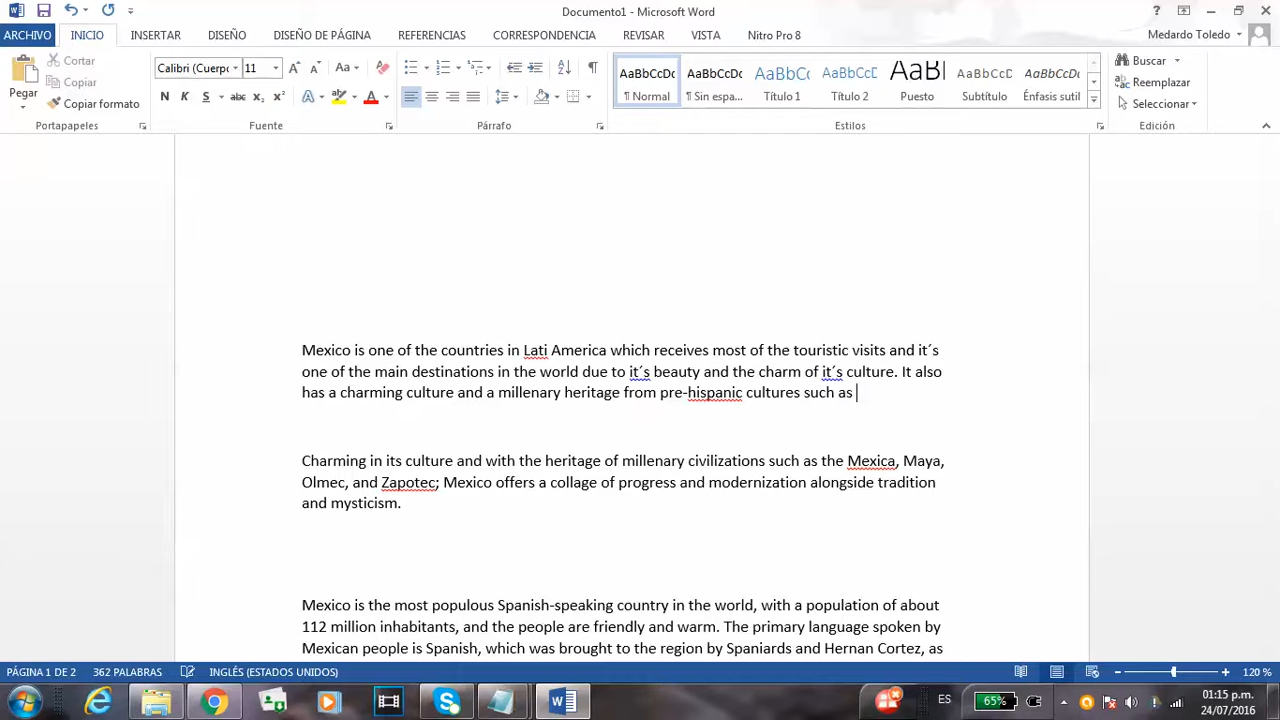 Documento1 - Microsoft Word
?
ARCHIVO INICIO INSERTAR DISEÑO DISEÑO DE PÁGINA REFERENCIAS CORRESPONDENCIA REVISAR VISTA Nitro Pro 8 Medardo Toledo
Pegar
Cortar
Copiar
Copiar formato
Portapapeles
Calibri (Cuerpo 11
N K S abc x₂ x²
Fuente
Párrafo
AaBbCcDc AaBbCcDc AaBbCc AaBbCcC AaBI AaBbCcC AaBbCcDc
¶ Normal ¶ Sin espa... Título 1 Título 2 Puesto Subtítulo Énfasis sutil
Estilos
Buscar
Reemplazar
Seleccionar
Edición
Mexico is one of the countries in Lati America which receives most of the touristic visits and it´s
one of the main destinations in the world due to it´s beauty and the charm of it´s culture. It also
has a charming culture and a millenary heritage from pre-hispanic cultures such as
Charming in its culture and with the heritage of millenary civilizations such as the Mexica, Maya,
Olmec, and Zapotec; Mexico offers a collage of progress and modernization alongside tradition
and mysticism.
Mexico is the most populous Spanish-speaking country in the world, with a population of about
112 million inhabitants, and the people are friendly and warm. The primary language spoken by
Mexican people is Spanish, which was brought to the region by Spaniards and Hernan Cortez, as
PÁGINA 1 DE 2 362 PALABRAS INGLÉS (ESTADOS UNIDOS) 120 %
ES 65% 01:15 p.m.
24/07/2016